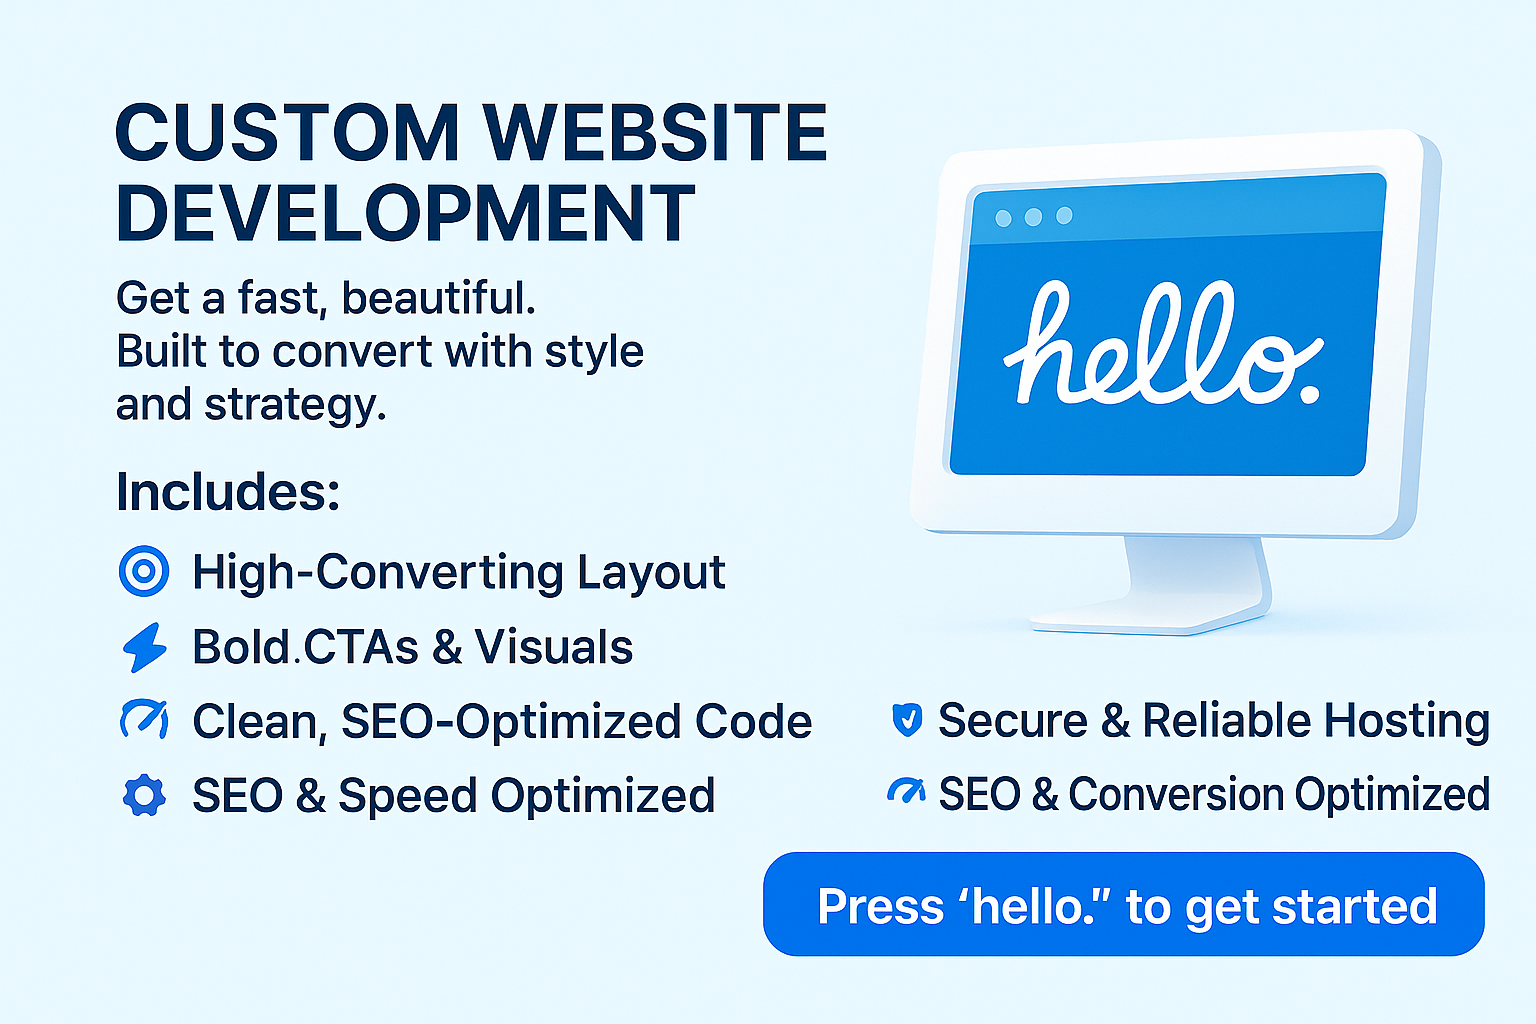 CUSTOM WEBSITE
DEVELOPMENT
Get a fast, beautiful.
Built to convert with style
and strategy.
Includes:
High-Converting Layout
Bold.CTAs & Visuals
Clean, SEO-Optimized Code
SEO & Speed Optimized
hello.
Secure & Reliable Hosting
SEO & Conversion Optimized
Press ‘hello.” to get started